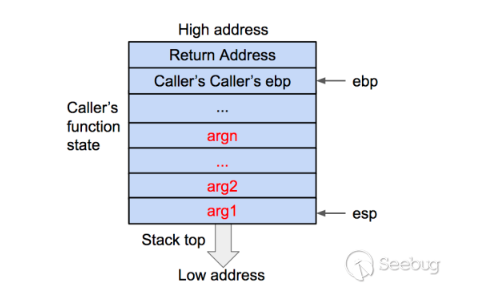 High address
Return Address
Caller's Caller's ebp
ebp
Caller's
function
state
...
argn
...
arg2
arg1
esp
Stack top
Low address
Seebug